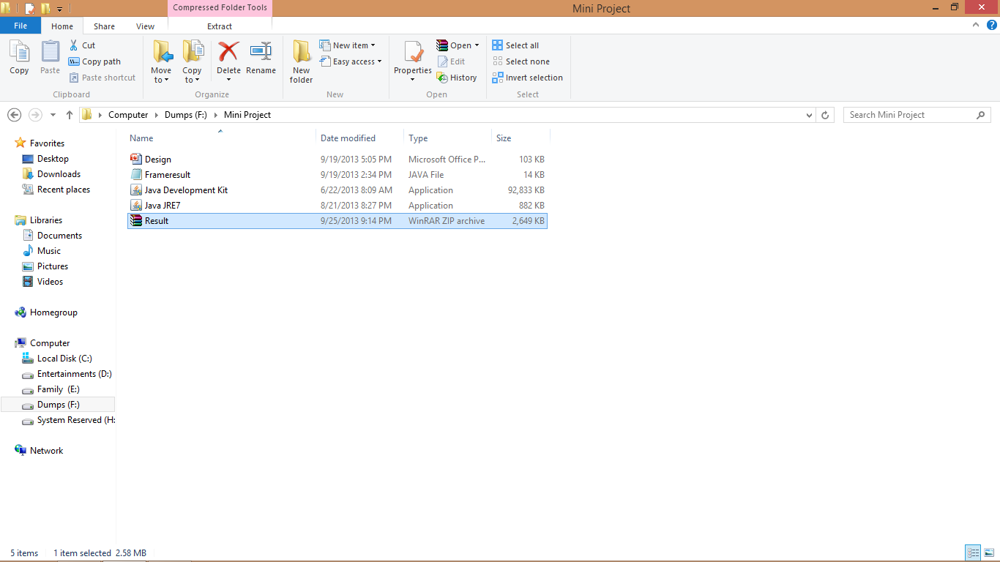 Compressed Folder Tools
Mini Project
File Home Share View Extract
Copy
Paste
Cut
Copy path
Paste shortcut
Clipboard
Move to
Copy to
Delete
Rename
Organize
New folder
New item
Easy access
New
Properties
Open
Edit
History
Open
Select all
Select none
Invert selection
Select
Computer Dumps (F:) Mini Project
Search Mini Project
Favorites
Desktop
Downloads
Recent places
Libraries
Documents
Music
Pictures
Videos
Homegroup
Computer
Local Disk (C:)
Entertainments (D:)
Family (E:)
Dumps (F:)
System Reserved (H:
Network
Name Date modified Type Size
Design 9/19/2013 5:05 PM Microsoft Office P... 103 KB
Frameresult 9/19/2013 2:34 PM JAVA File 14 KB
Java Development Kit 6/22/2013 8:09 AM Application 92,833 KB
Java JRE7 8/21/2013 8:27 PM Application 882 KB
Result 9/25/2013 9:14 PM WinRAR ZIP archive 2,649 KB
5 items 1 item selected 2.58 MB